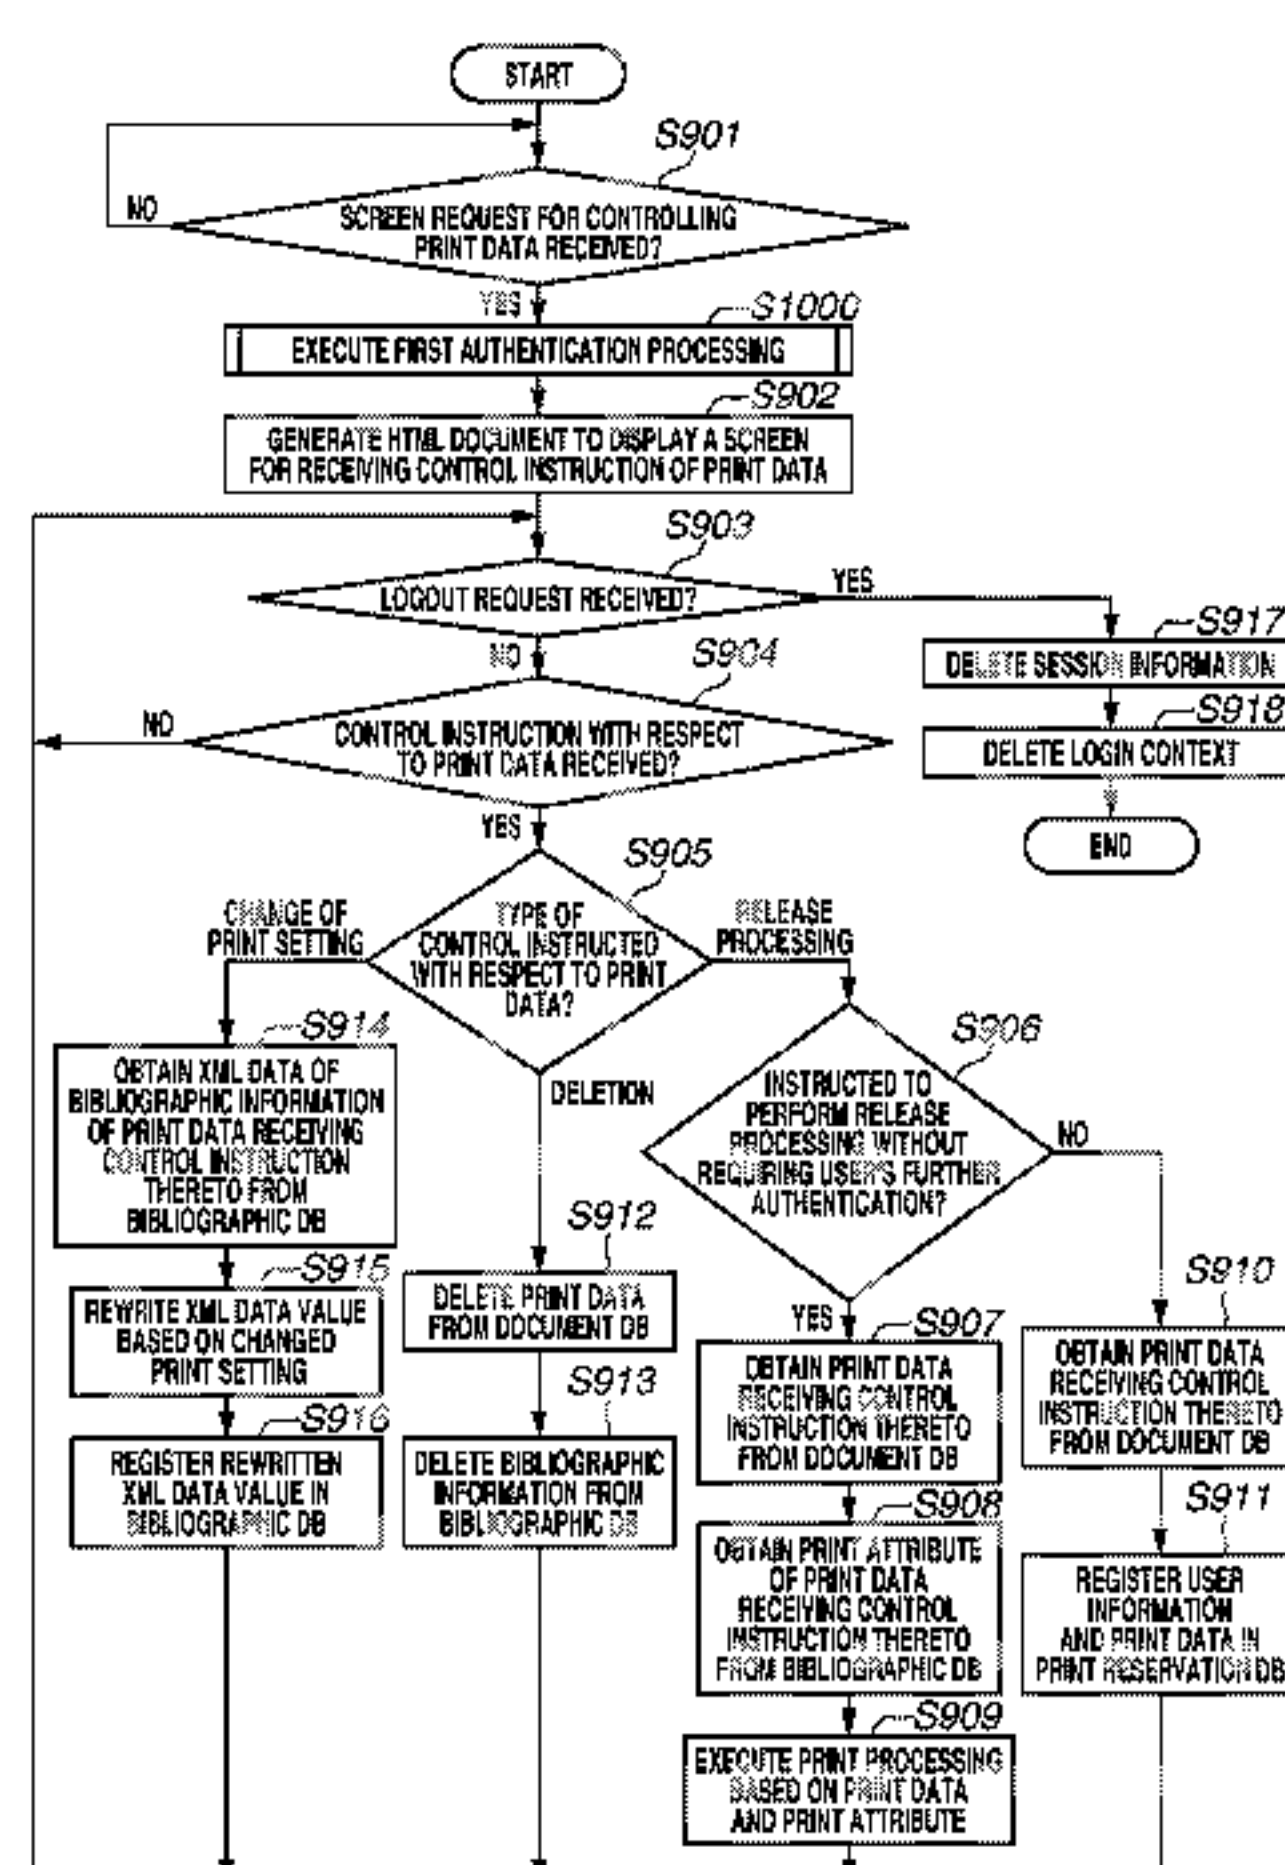 START
S901
NO
SCREEN REQUEST FOR CONTROLLING
PRINT DATA RECEIVED?
YES
S1000
EXECUTE FIRST AUTHENTICATION PROCESSING
S902
GENERATE HTML DOCUMENT TO DISPLAY A SCREEN
FOR RECEIVING CONTROL INSTRUCTION OF PRINT DATA
S903
LOGOUT REQUEST RECEIVED?
YES
S917
DELETE SESSION INFORMATION
S918
DELETE LOGIN CONTEXT
END
NO
S904
NO
CONTROL INSTRUCTION WITH RESPECT
TO PRINT DATA RECEIVED?
YES
S905
CHANGE OF
PRINT SETTING
TYPE OF
CONTROL INSTRUCTED
WITH RESPECT TO PRINT
DATA?
RELEASE
PROCESSING
DELETION
S914
OBTAIN XML DATA OF
BIBLIOGRAPHIC INFORMATION
OF PRINT DATA RECEIVING
CONTROL INSTRUCTION
THERETO FROM
BIBLIOGRAPHIC DB
S915
REWRITE XML DATA VALUE
BASED ON CHANGED
PRINT SETTING
S916
REGISTER REWRITTEN
XML DATA VALUE IN
BIBLIOGRAPHIC DB
S912
DELETE PRINT DATA
FROM DOCUMENT DB
S913
DELETE BIBLIOGRAPHIC
INFORMATION FROM
BIBLIOGRAPHIC DB
S906
INSTRUCTED TO
PERFORM RELEASE
PROCESSING WITHOUT
REQUIRING USER'S FURTHER
AUTHENTICATION?
NO
YES
S907
OBTAIN PRINT DATA
RECEIVING CONTROL
INSTRUCTION THERETO
FROM DOCUMENT DB
S908
OBTAIN PRINT ATTRIBUTE
OF PRINT DATA
RECEIVING CONTROL
INSTRUCTION THERETO
FROM BIBLIOGRAPHIC DB
S909
EXECUTE PRINT PROCESSING
BASED ON PRINT DATA
AND PRINT ATTRIBUTE
S910
OBTAIN PRINT DATA
RECEIVING CONTROL
INSTRUCTION THERETO
FROM DOCUMENT DB
S911
REGISTER USER
INFORMATION
AND PRINT DATA IN
PRINT RESERVATION DB